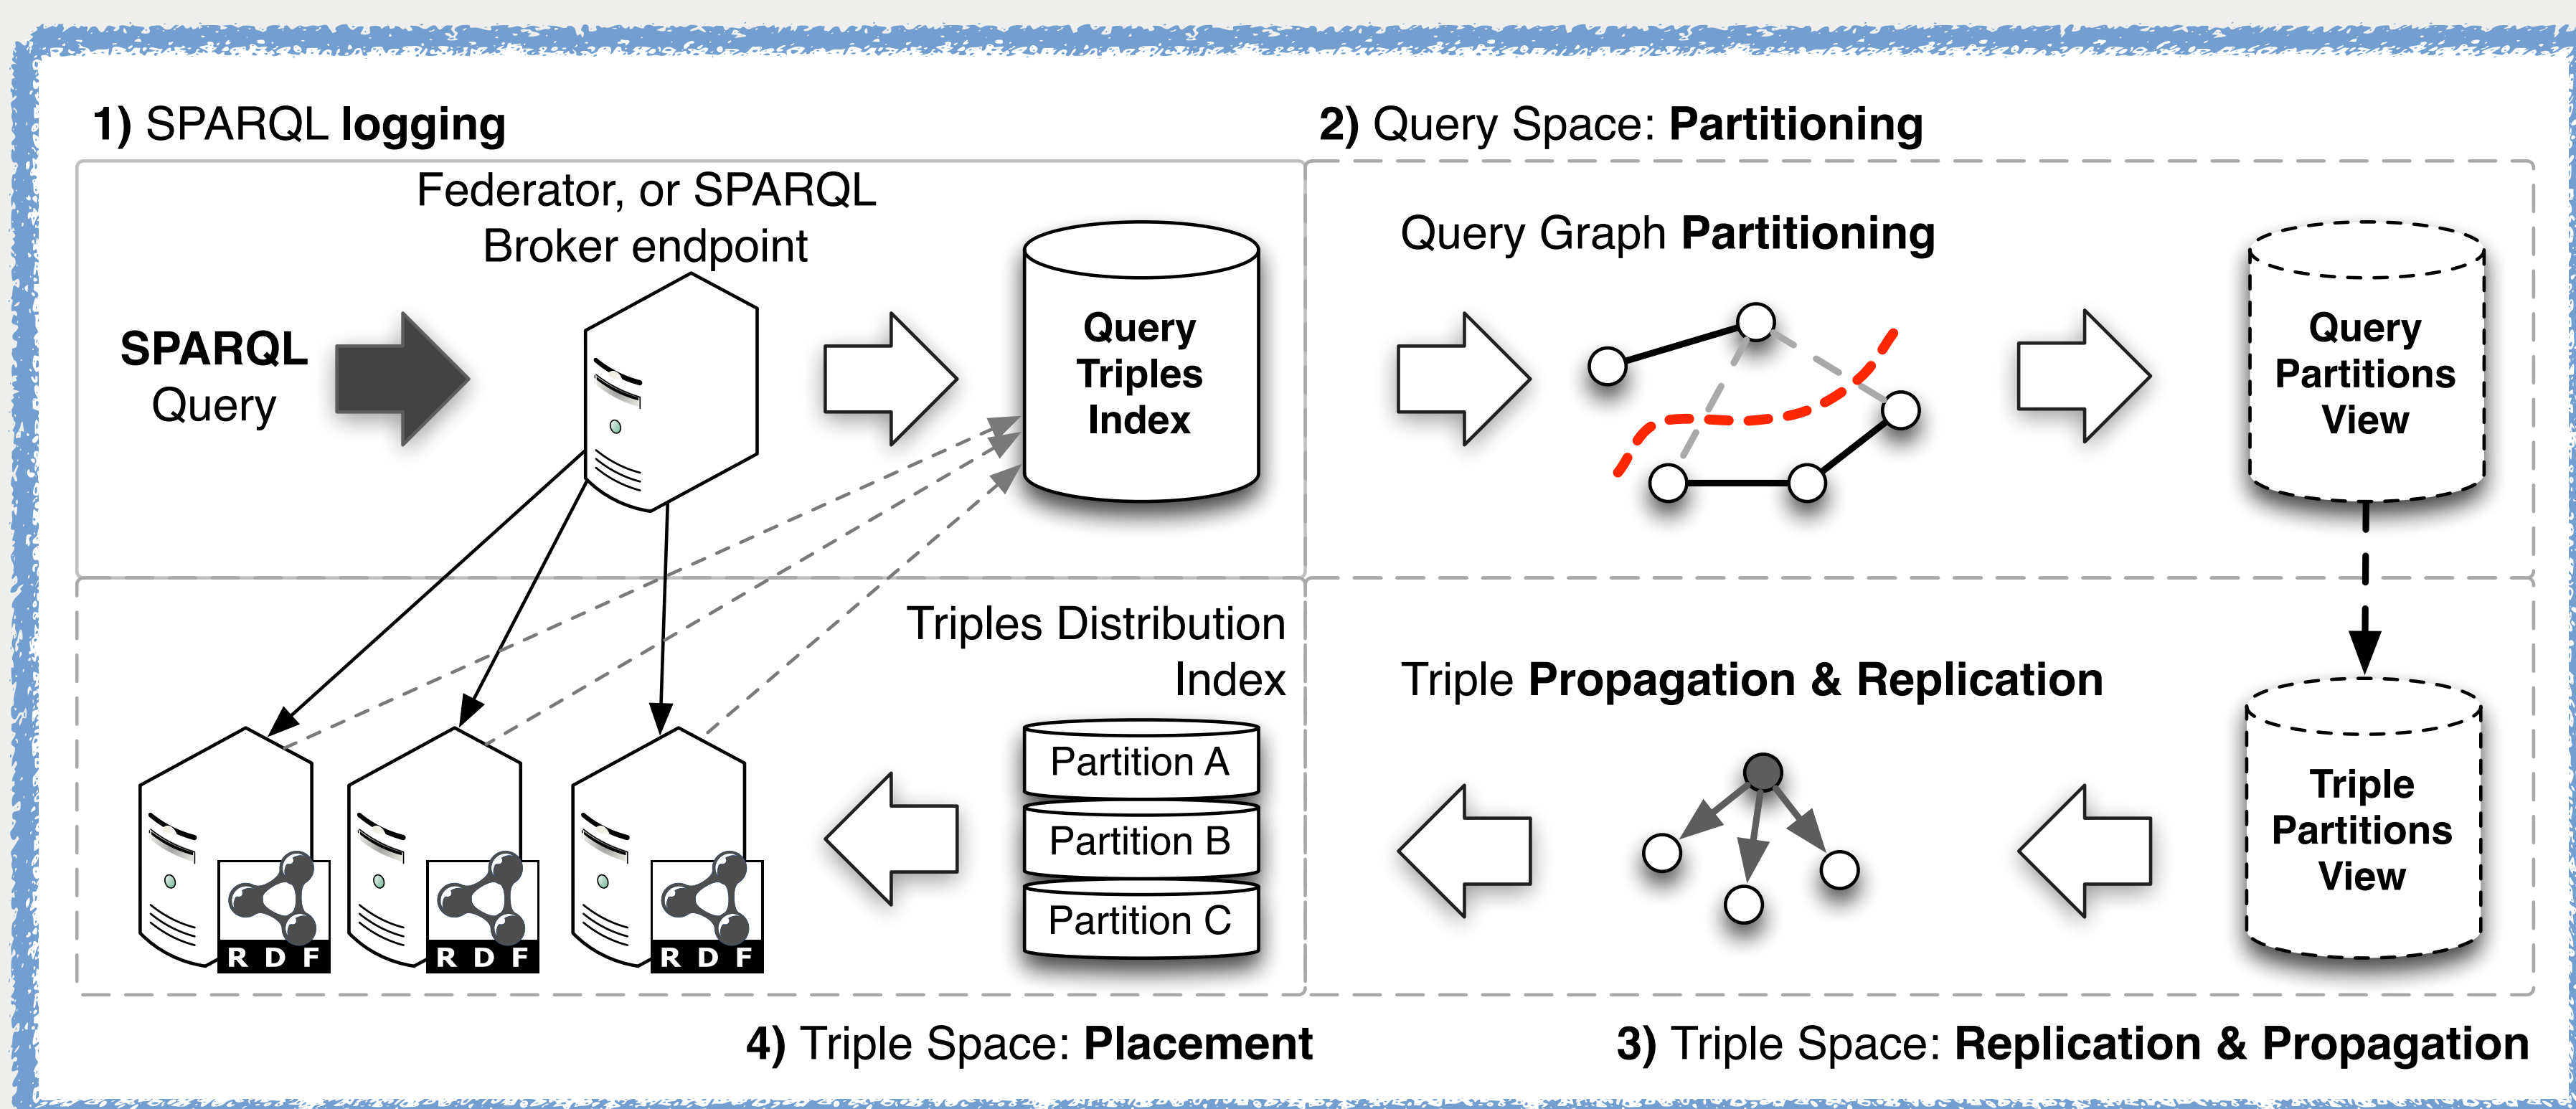 1) SPARQL logging
Federator, or SPARQL
Broker endpoint
SPARQL
Query
Query
Triples
Index
2) Query Space: Partitioning
Query Graph Partitioning
Query
Partitions
View
Triple Propagation & Replication
Triple
Partitions
View
3) Triple Space: Replication & Propagation
Triples Distribution
Index
Partition A
Partition B
Partition C
RDF
RDF
RDF
4) Triple Space: Placement